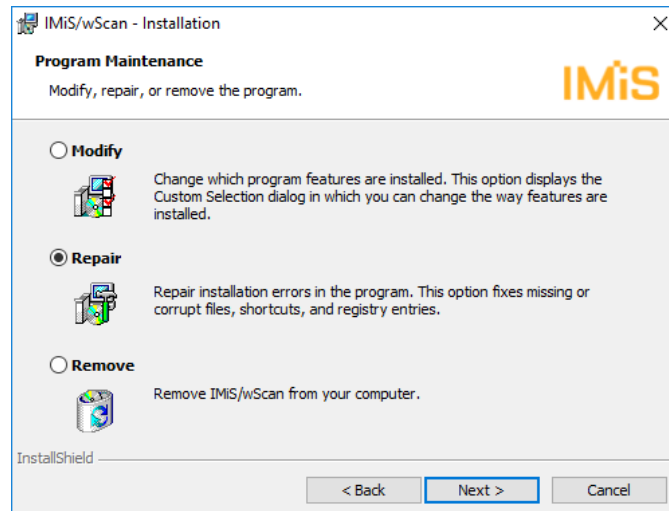 IMiS/wScan - Installation
Program Maintenance
Modify, repair, or remove the program.
IMiS
Modify
Change which program features are installed. This option displays the
Custom Selection dialog in which you can change the way features are
installed.
Repair
Repair installation errors in the program. This option fixes missing or
corrupt files, shortcuts, and registry entries.
Remove
Remove IMiS/wScan from your computer.
InstallShield
< Back
Next >
Cancel